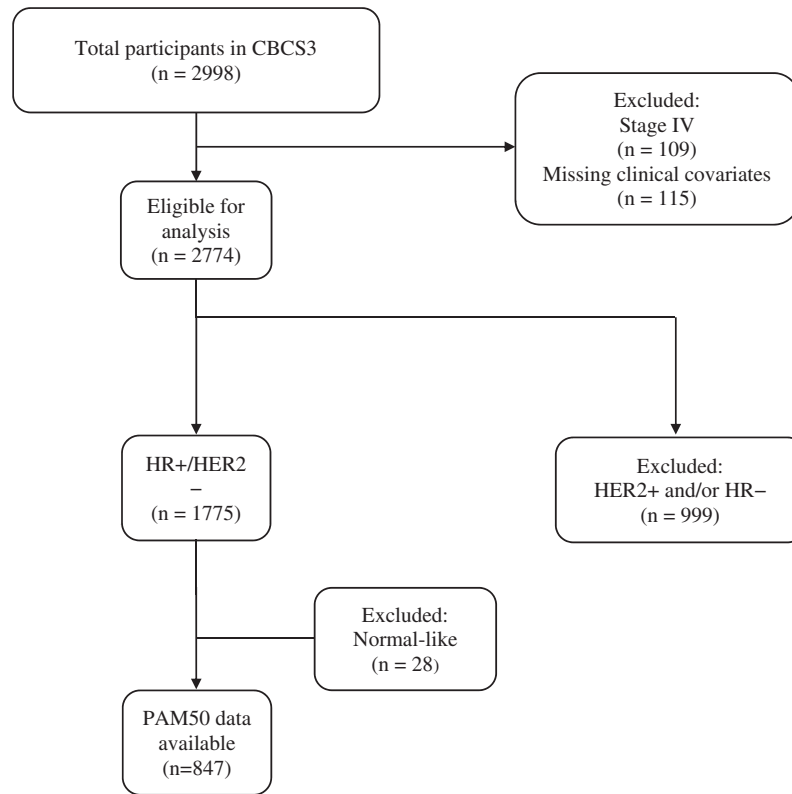 Total participants in CBCS3
(n = 2998)
Excluded:
Stage IV
(n = 109)
Missing clinical covariates
(n = 115)
Eligible for
analysis
(n = 2774)
HR+/HER2
−
(n = 1775)
Excluded:
HER2+ and/or HR−
(n = 999)
Excluded:
Normal-like
(n = 28)
PAM50 data
available
(n=847)